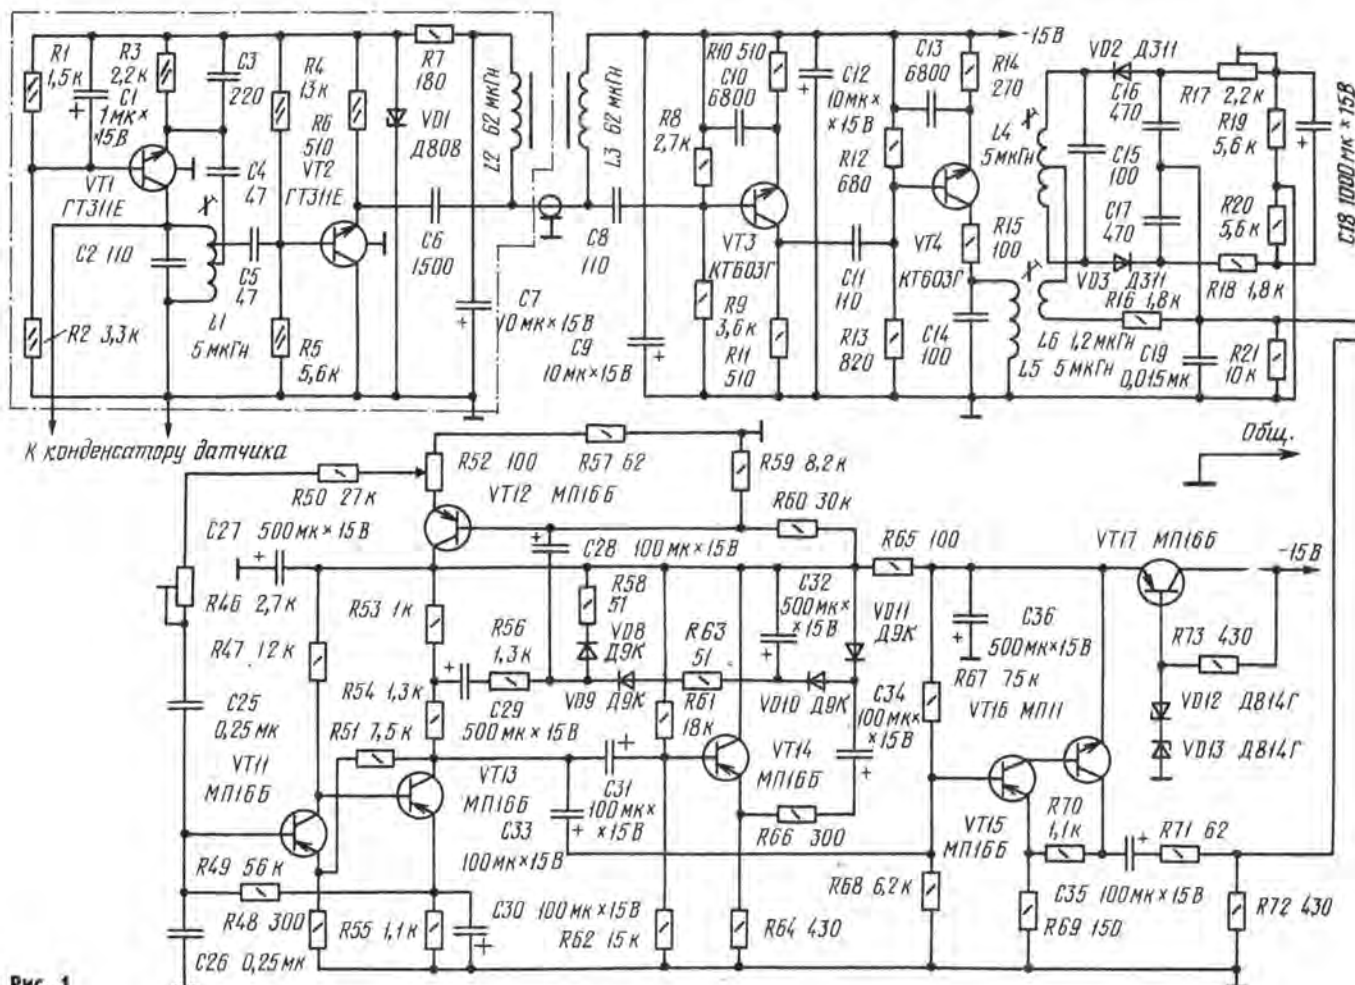 R1
1,5к
R3
2,2к
C1
1мк×
×15В
VT1
ГТ311Е
C2 110
R2 3,3к
C3
220
C4
47
C5
47
L1
5мкГн
R4
13к
R6
510
VT2
ГТ311Е
R5
5,6к
R7
180
VD1
Д808
C6
1500
L2 62 мкГн
C7
10мк×15В
К конденсатору датчика
L3 62 мкГн
C8
110
C9
10мк×15В
R8
2,7к
R10 510
C10
6800
VT3
КТ603Г
R9
3,6к
R11
510
C12
10мк×
×15В
C11
110
C13
6800
R12
680
VT4
КТ603Г
R13
820
R14
270
-15В
R15
100
C14
100
L4
5мкГн
L6 1,2мкГн
L5 5мкГн
VD2 Д311
C16
470
C15
100
C17
470
VD3 Д311
R16 1,8к
R17
2,2к
R19
5,6к
R20
5,6к
R18 1,8к
C19
0,015мк
R21
10к
C18 1000мк×15В
Общ.
R50 27к
R52 100
R57 62
VT12 МП16Б
R59 8,2к
R60 30к
C27 500мк×15В
C28 100мк×15В
R65 100
VT17 МП16Б
-15В
R46 2,7к
R53 1к
R58
51
C32
500мк×
×15В
VD11
Д9К
C36
500мк×15В
R73 430
R47 12к
R56
1,3к
VD8
Д9К
R63
51
R67 75к
VT16 МП11
VD12 Д814Г
R54 1,3к
C29
500мк×15В
VD9 Д9К
R61
18к
VD10 Д9К
C34
100мк×
×15В
VD13 Д814Г
C25
0,25мк
R51 7,5к
VT11
МП16Б
VT13
МП16Б
C31
100мк×
×15В
VT14
МП16Б
C33
100мк×15В
R66 300
VT15
МП16Б
R70
1,1к
R71 62
R49 56к
R48 300
R55 1,1к
C30 100мк×15В
R62 15к
R64 430
R68 6,2к
C35 100мк×15В
R69 150
R72 430
C26 0,25мк
Рис. 1